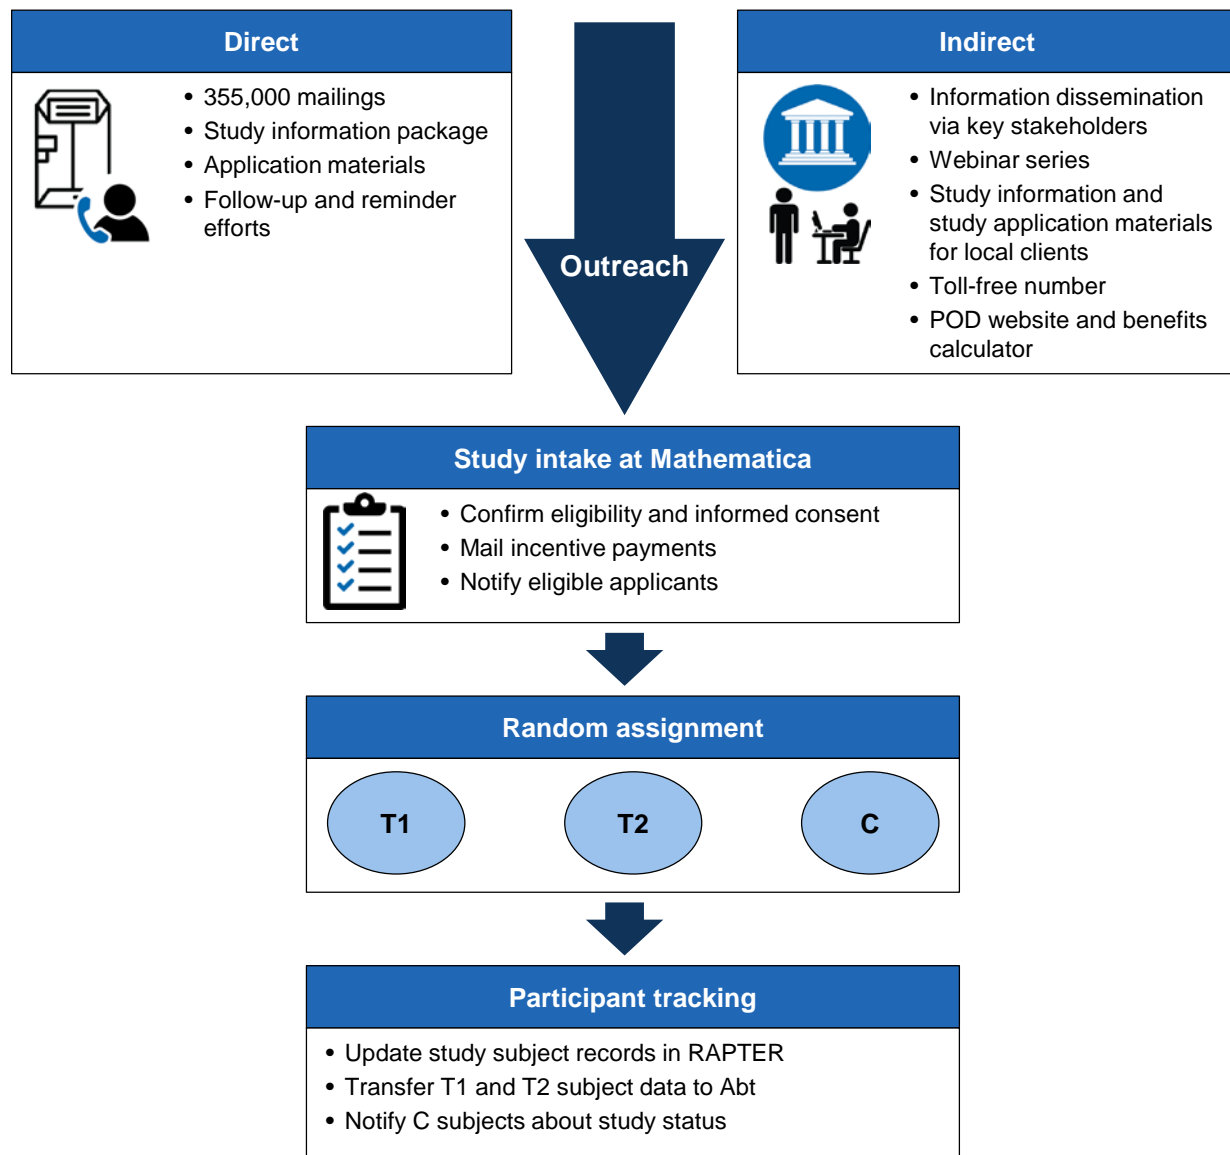 Direct
• 355,000 mailings
• Study information package
• Application materials
• Follow-up and reminder
efforts
Outreach
Indirect
• Information dissemination
via key stakeholders
• Webinar series
• Study information and
study application materials
for local clients
• Toll-free number
• POD website and benefits
calculator
Study intake at Mathematica
• Confirm eligibility and informed consent
• Mail incentive payments
• Notify eligible applicants
Random assignment
T1
T2
C
Participant tracking
• Update study subject records in RAPTER
• Transfer T1 and T2 subject data to Abt
• Notify C subjects about study status